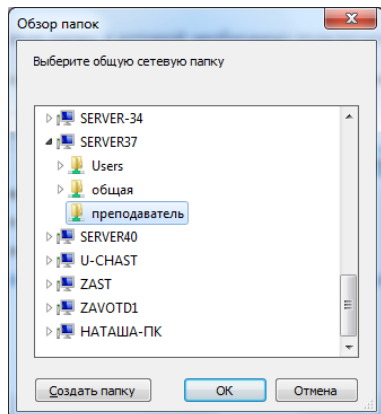 Обзор папок
Выберите общую сетевую папку
SERVER-34
SERVER37
Users
общая
преподаватель
SERVER40
U-CHAST
ZAST
ZAVOTD1
НАТАША-ПК
Создать папку
ОК
Отмена